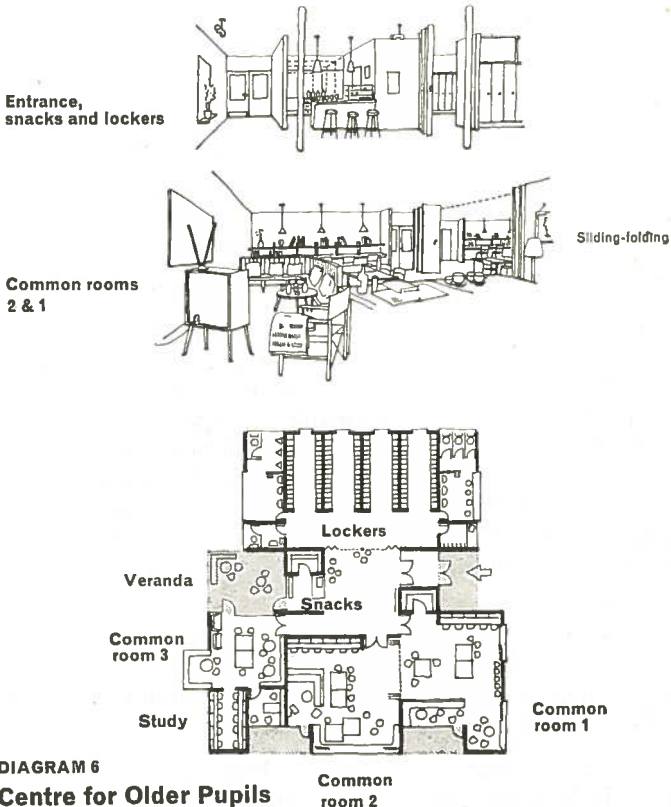 Entrance,
snacks and lockers
Sliding-folding
Common rooms
2 & 1
Lockers
Veranda
Snacks
Common
room 3
Study
Common
room 1
DIAGRAM 6
Centre for Older Pupils
Common
room 2